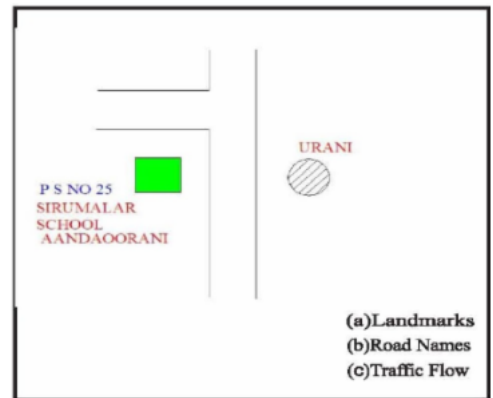 URANI
P S NO 25
SIRUMALAR
SCHOOL
AANDAOORANI
(a)Landmarks
(b)Road Names
(c)Traffic Flow